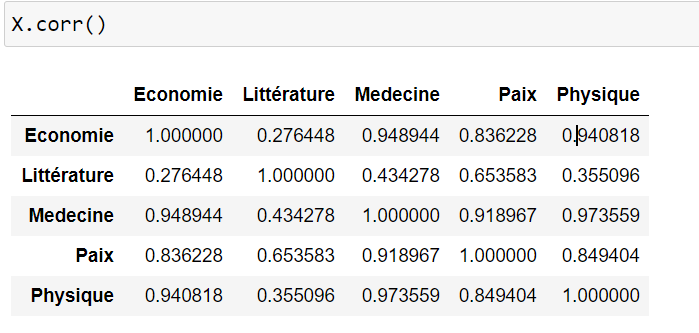 X.corr()
Economie Littérature Medecine Paix Physique
Economie 1.000000 0.276448 0.948944 0.836228 0.940818
Littérature 0.276448 1.000000 0.434278 0.653583 0.355096
Medecine 0.948944 0.434278 1.000000 0.918967 0.973559
Paix 0.836228 0.653583 0.918967 1.000000 0.849404
Physique 0.940818 0.355096 0.973559 0.849404 1.000000